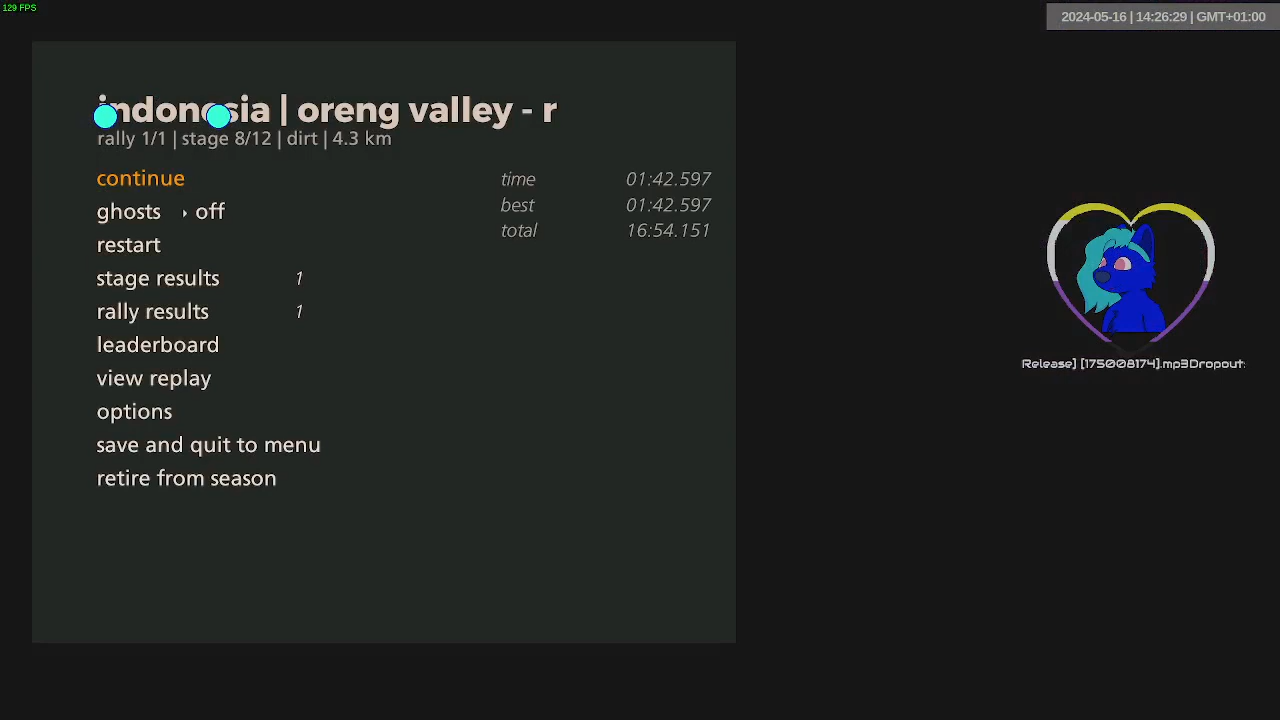 129 FPS
2024-05-16 | 14:26:29 | GMT+01:00
indonesia | oreng valley - r
rally 1/1 | stage 8/12 | dirt | 4.3 km
continue
ghosts ‣ off
restart
stage results 1
rally results 1
leaderboard
view replay
options
save and quit to menu
retire from season
time 01:42.597
best 01:42.597
total 16:54.151
Release] [175008174].mp3Dropout: